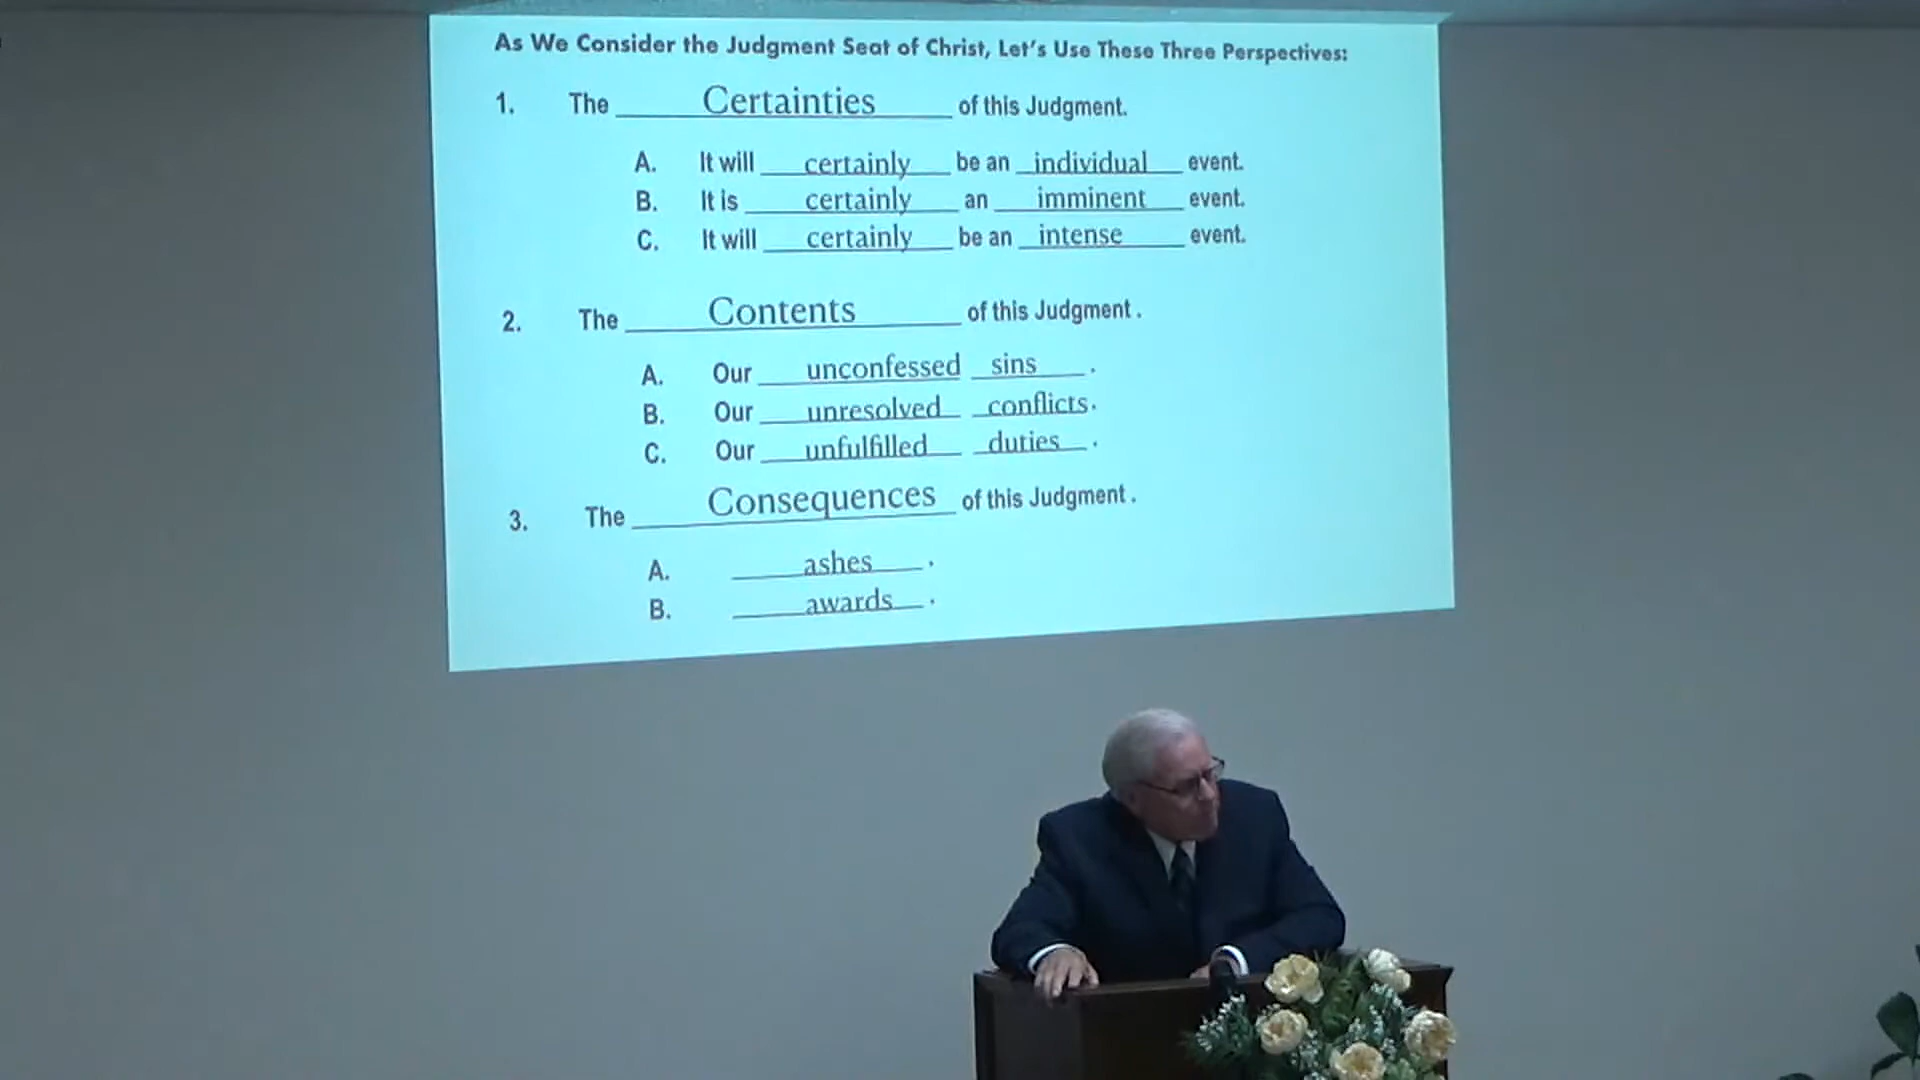 As We Consider the Judgment Seat of Christ, Let's Use These Three Perspectives:
1. The Certainties of this Judgment.
A. It will certainly be an individual event.
B. It is certainly an imminent event.
C. It will certainly be an intense event.
2. The Contents of this Judgment .
A. Our unconfessed sins .
B. Our unresolved conflicts.
C. Our unfulfilled duties .
3. The Consequences of this Judgment .
A. ashes .
B. awards .